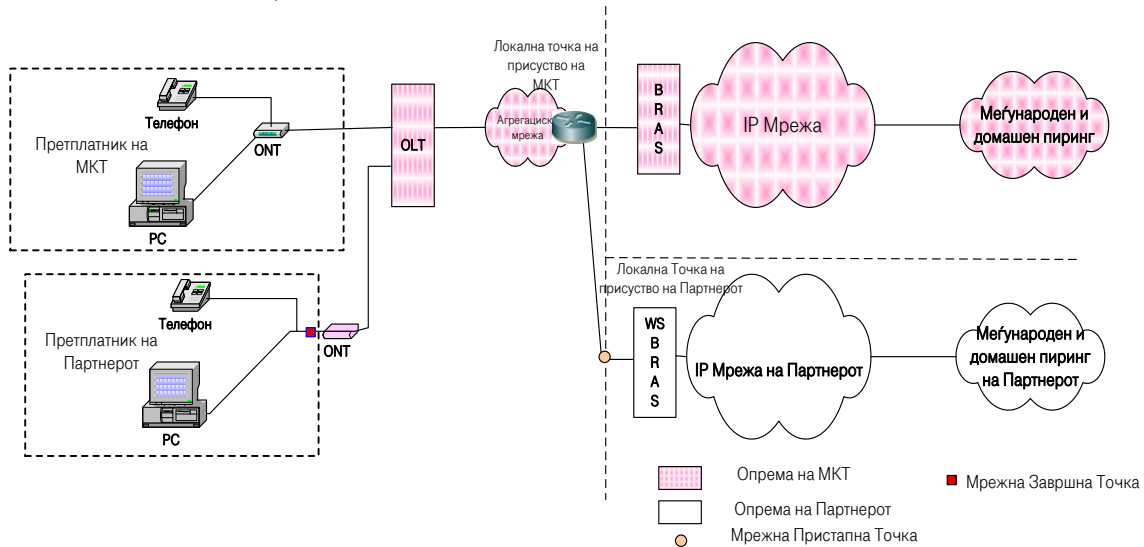 Локална точка на
присуство на
МКТ
Телефон
ONT
Претплатник на
МКТ
PC
OLT
Агрегациска
мрежа
B
R
A
S
IP Мрежа
Меѓународен и
домашен пиринг
Локална Точка на
присуство на Партнерот
Телефон
ONT
Претплатник на
Партнерот
PC
WS
B
R
A
S
IP Мрежа на Партнерот
Меѓународен и
домашен пиринг
на Партнерот
Опрема на МКТ
Мрежна Завршна Точка
Опрема на Партнерот
Мрежна Пристапна Точка